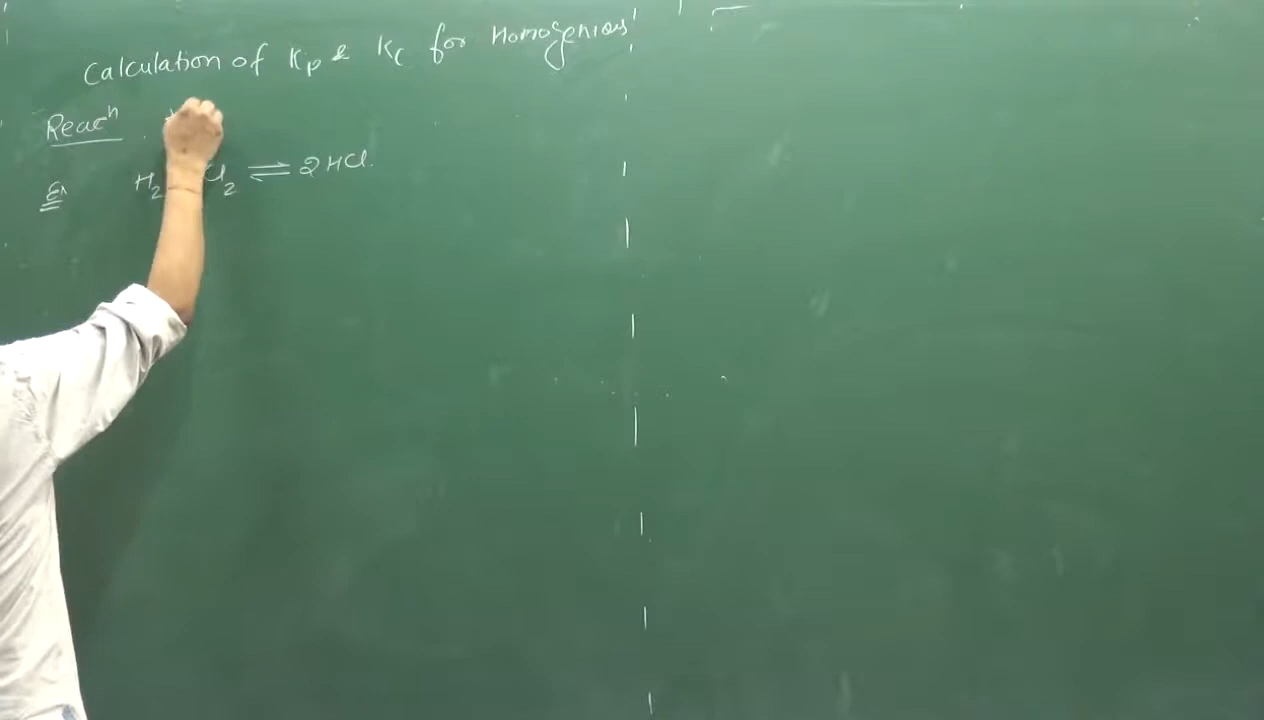 Calculation of Kp & Kc for Homogenious
Reacn
Ex H2 Cl2 ⇌ 2HCl